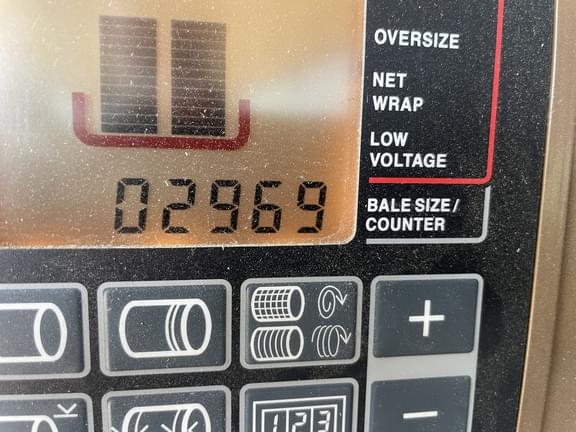 OVERSIZE
NET
WRAP
LOW
VOLTAGE
02969
BALE SIZE /
COUNTER
+
K
123
−